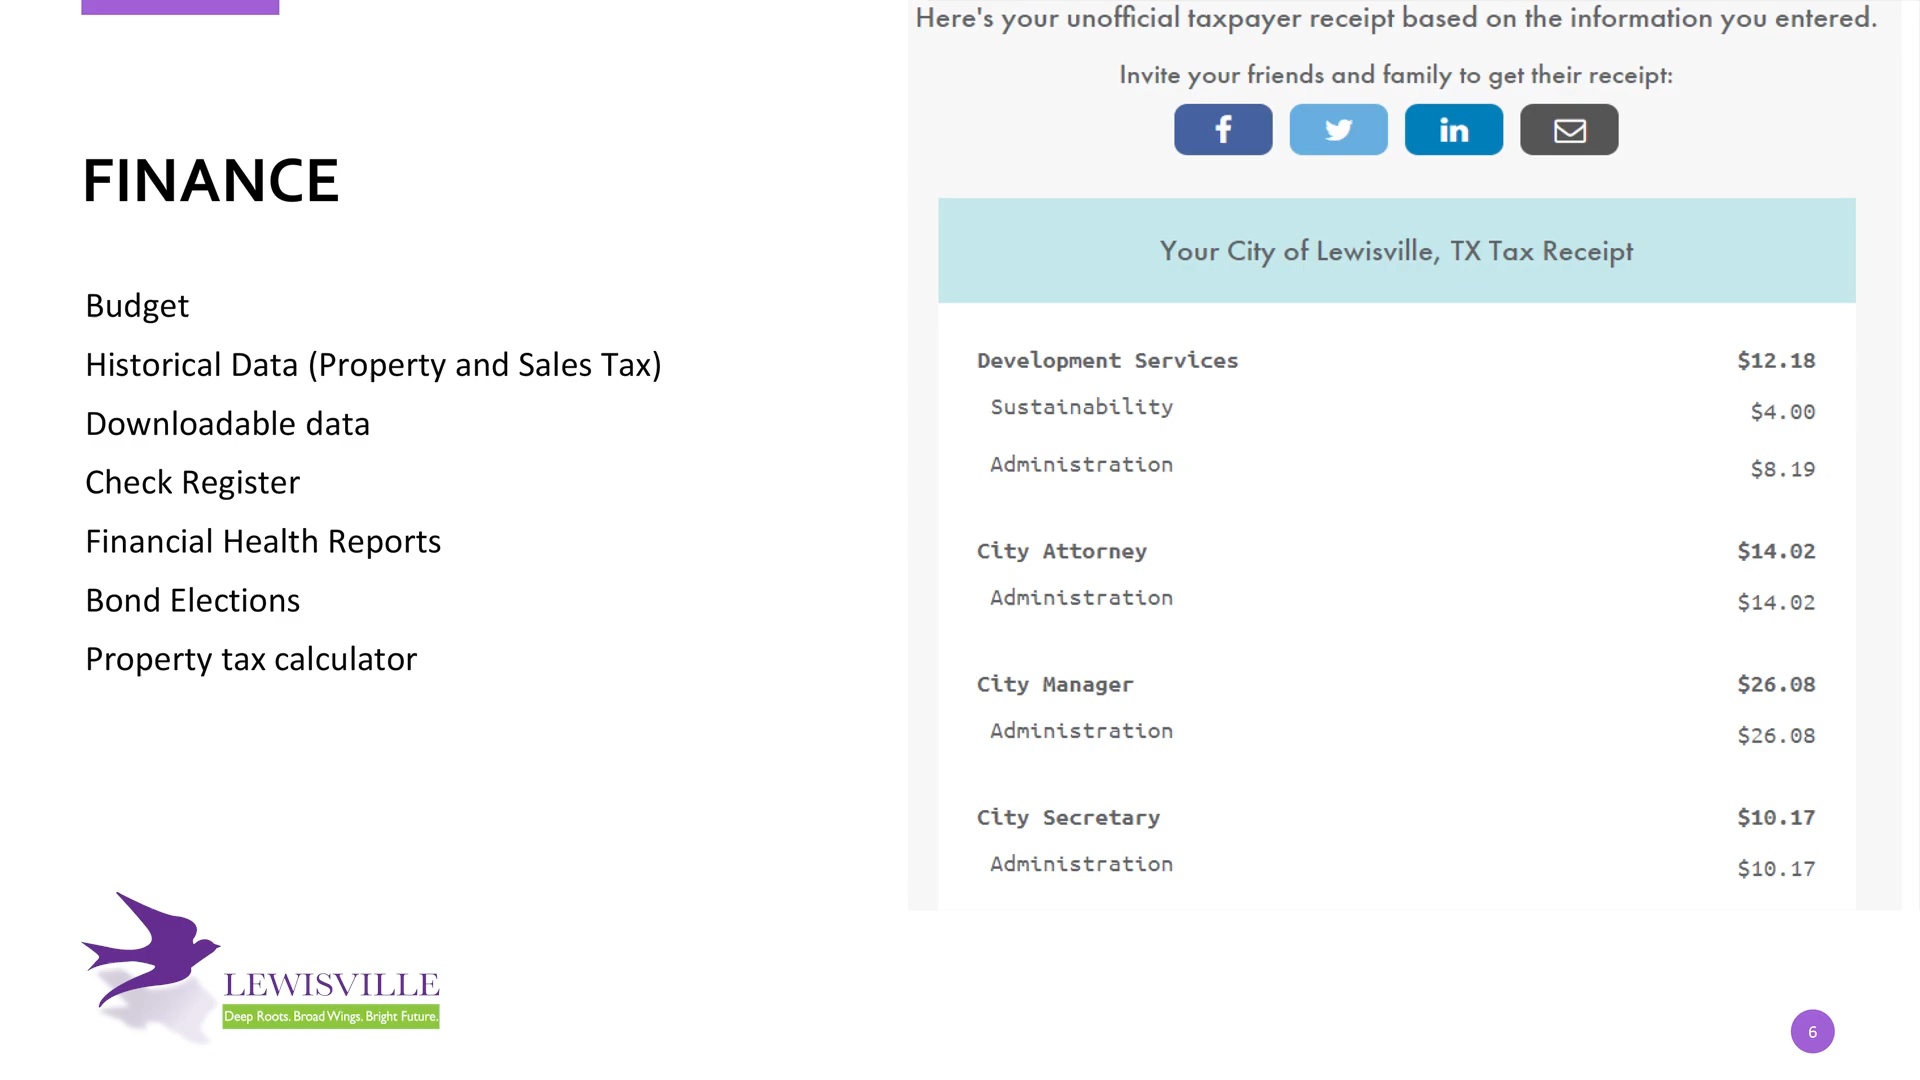 FINANCE
Budget
Historical Data (Property and Sales Tax)
Downloadable data
Check Register
Financial Health Reports
Bond Elections
Property tax calculator
LEWISVILLE
Deep Roots. Broad Wings. Bright Future.
Here's your unofficial taxpayer receipt based on the information you entered.
Invite your friends and family to get their receipt:
Your City of Lewisville, TX Tax Receipt
Development Services $12.18
Sustainability $4.00
Administration $8.19
City Attorney $14.02
Administration $14.02
City Manager $26.08
Administration $26.08
City Secretary $10.17
Administration $10.17
6